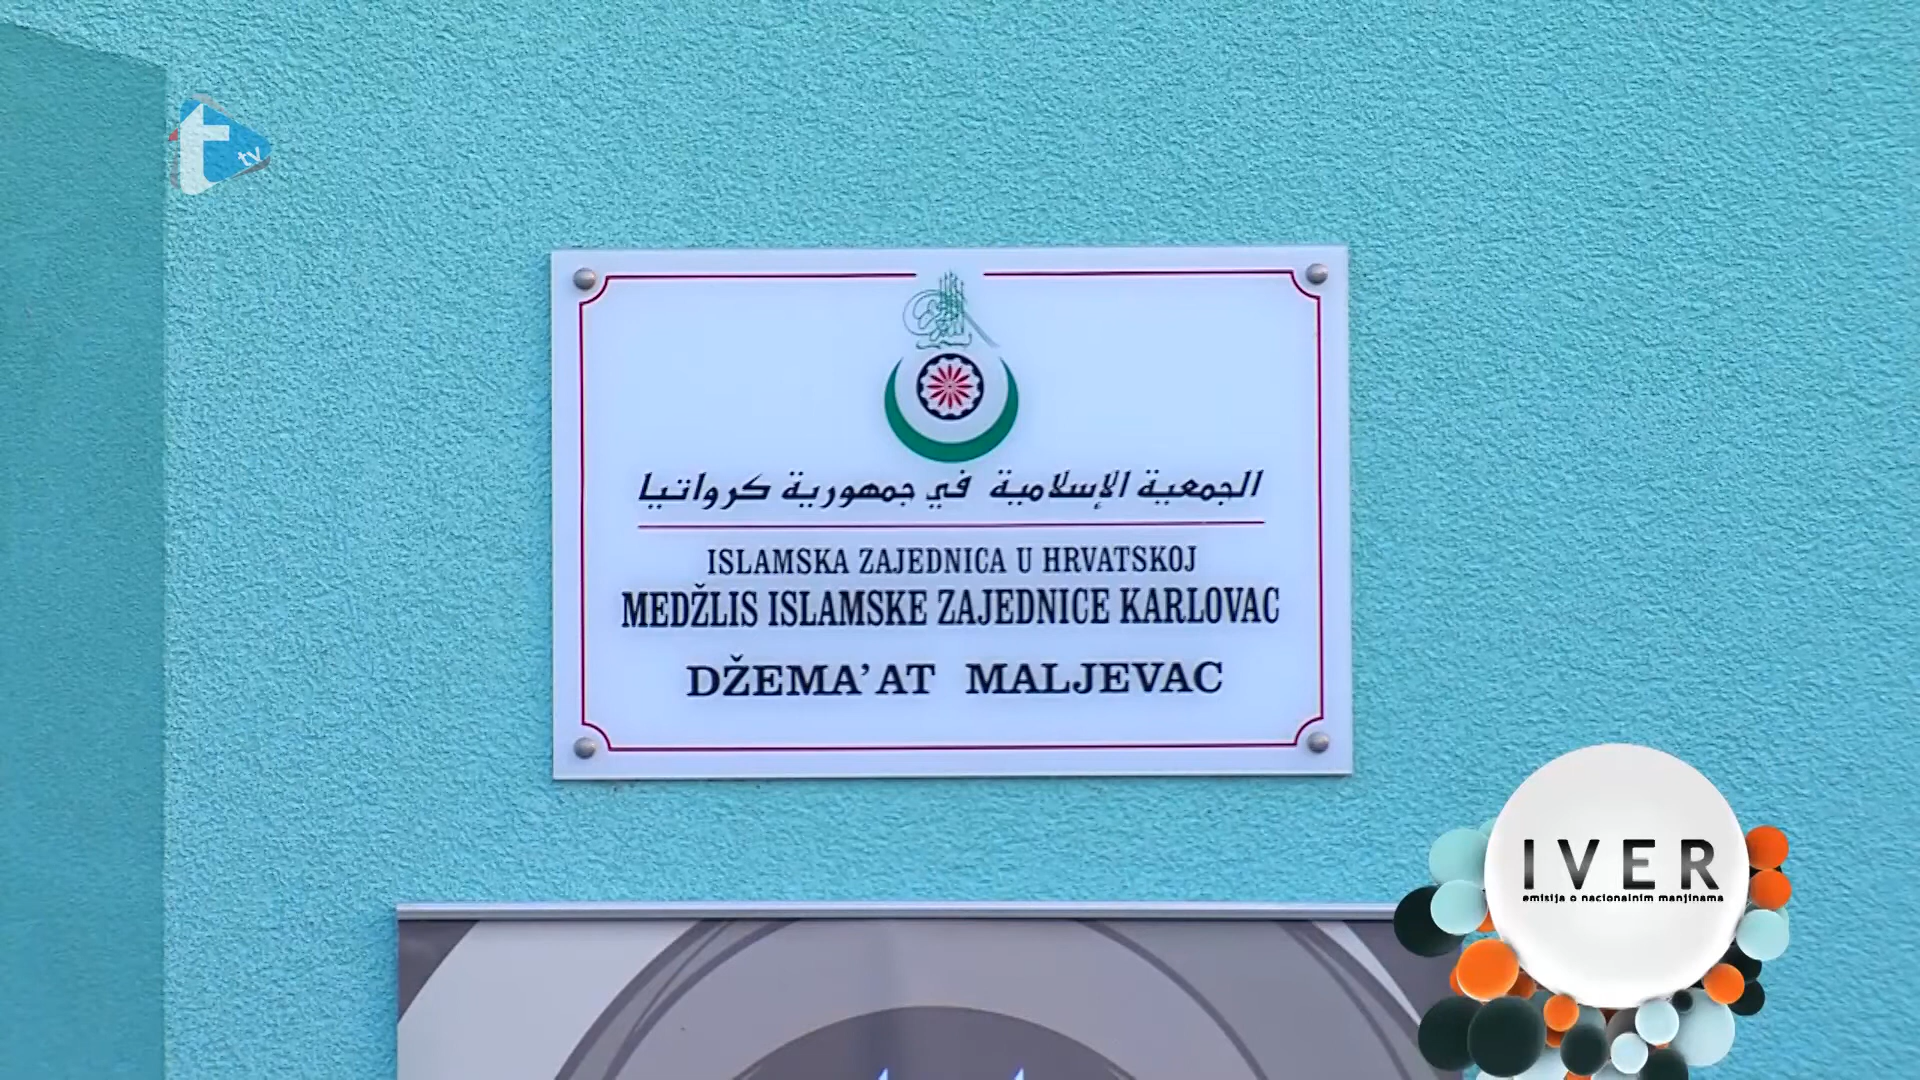 t tv
الجمعية الإسلامية في جمهورية كرواتيا
ISLAMSKA ZAJEDNICA U HRVATSKOJ
MEDŽLIS ISLAMSKE ZAJEDNICE KARLOVAC
DŽEMA'AT MALJEVAC
IVER
emisija o nacionalnim manjinama